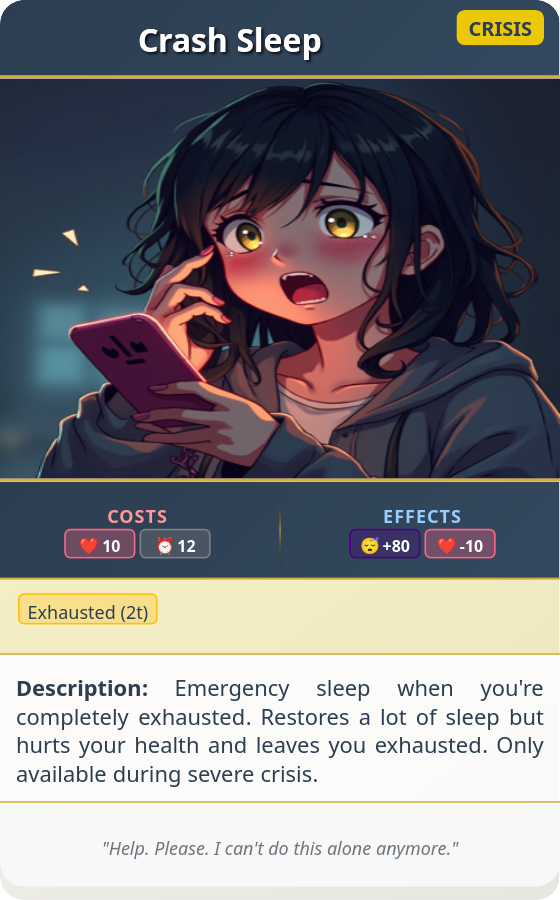 Crash Sleep
CRISIS
COSTS
❤️ 10 ⏰ 12
EFFECTS
😴 +80 ❤️ -10
Exhausted (2t)
Description: Emergency sleep when you're
completely exhausted. Restores a lot of sleep but
hurts your health and leaves you exhausted. Only
available during severe crisis.
"Help. Please. I can't do this alone anymore."